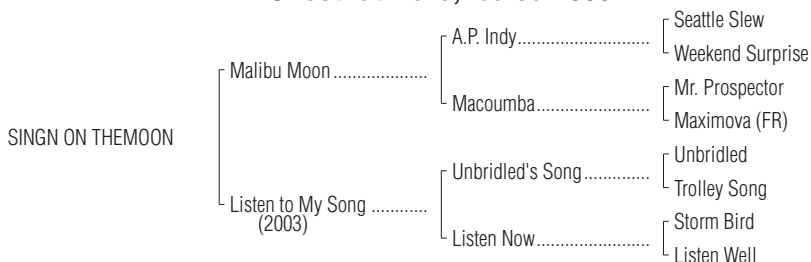 Seattle Slew
A.P. Indy
Weekend Surprise
Malibu Moon
Mr. Prospector
Macoumba
Maximova (FR)
SINGN ON THEMOON
Unbridled
Unbridled's Song
Trolley Song
Listen to My Song
(2003)
Storm Bird
Listen Now
Listen Well